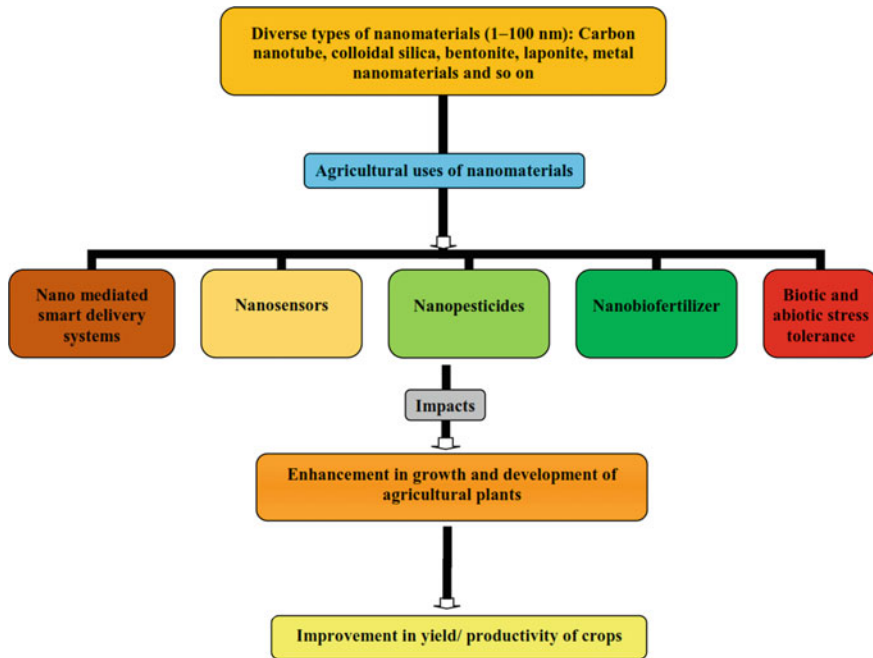 Diverse types of nanomaterials (1–100 nm): Carbon
nanotube, colloidal silica, bentonite, laponite, metal
nanomaterials and so on
Agricultural uses of nanomaterials
Nano mediated
smart delivery
systems
Nanosensors
Nanopesticides
Nanobiofertilizer
Biotic and
abiotic stress
tolerance
Impacts
Enhancement in growth and development of
agricultural plants
Improvement in yield/ productivity of crops